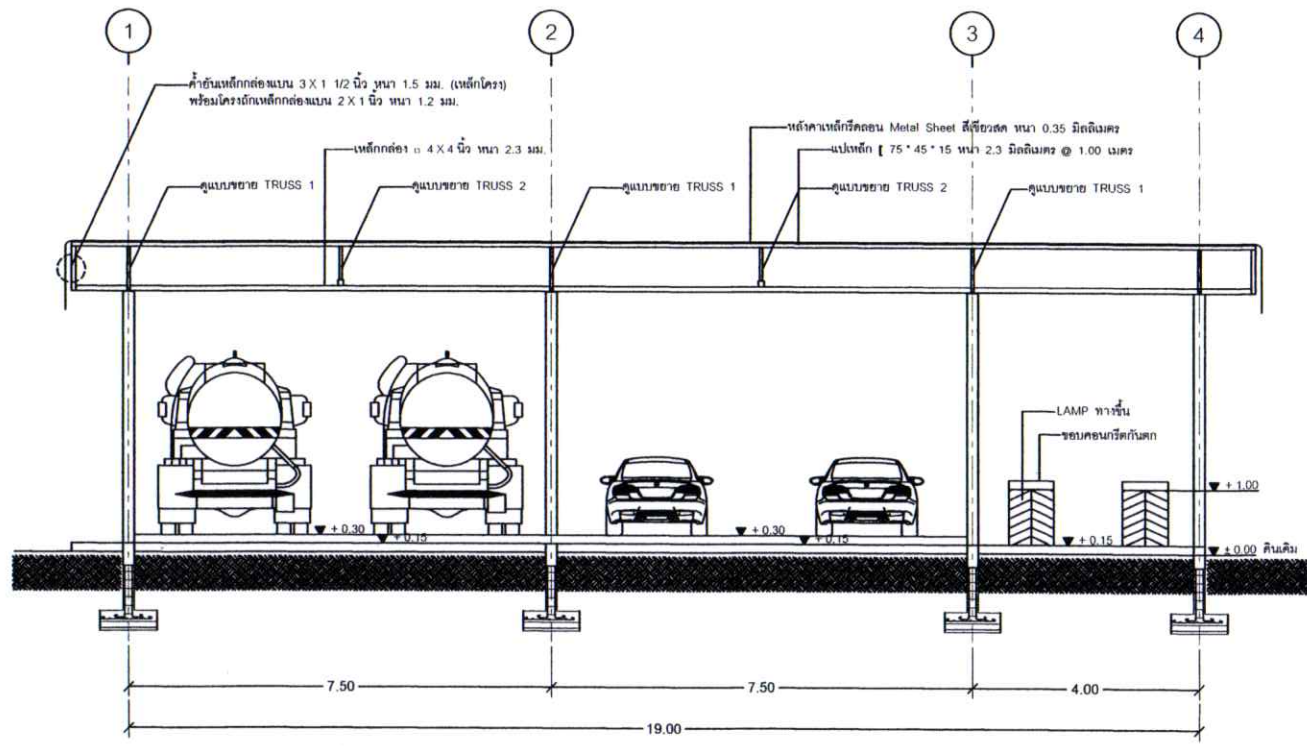 1
2
3
4
ค้ำยันเหล็กกล่องแบน 3 X 1 1/2 นิ้ว หนา 1.5 มม. (เหล็กโครง)
พร้อมโครงถักเหล็กกล่องแบน 2 X 1 นิ้ว หนา 1.2 มม.
หลังคาเหล็กรีดลอน Metal Sheet สีเขียวสด หนา 0.35 มิลลิเมตร
เหล็กกล่อง □ 4 X 4 นิ้ว หนา 2.3 มม.
แปเหล็ก [ 75 * 45 * 15 หนา 2.3 มิลลิเมตร @ 1.00 เมตร
ดูแบบขยาย TRUSS 1
ดูแบบขยาย TRUSS 2
ดูแบบขยาย TRUSS 1
ดูแบบขยาย TRUSS 2
ดูแบบขยาย TRUSS 1
LAMP ทางขึ้น
ขอบคอนกรีตกันตก
+ 1.00
+ 0.30
+ 0.15
+ 0.30
+ 0.15
+ 0.15
± 0.00 ดินเดิม
7.50
7.50
4.00
19.00